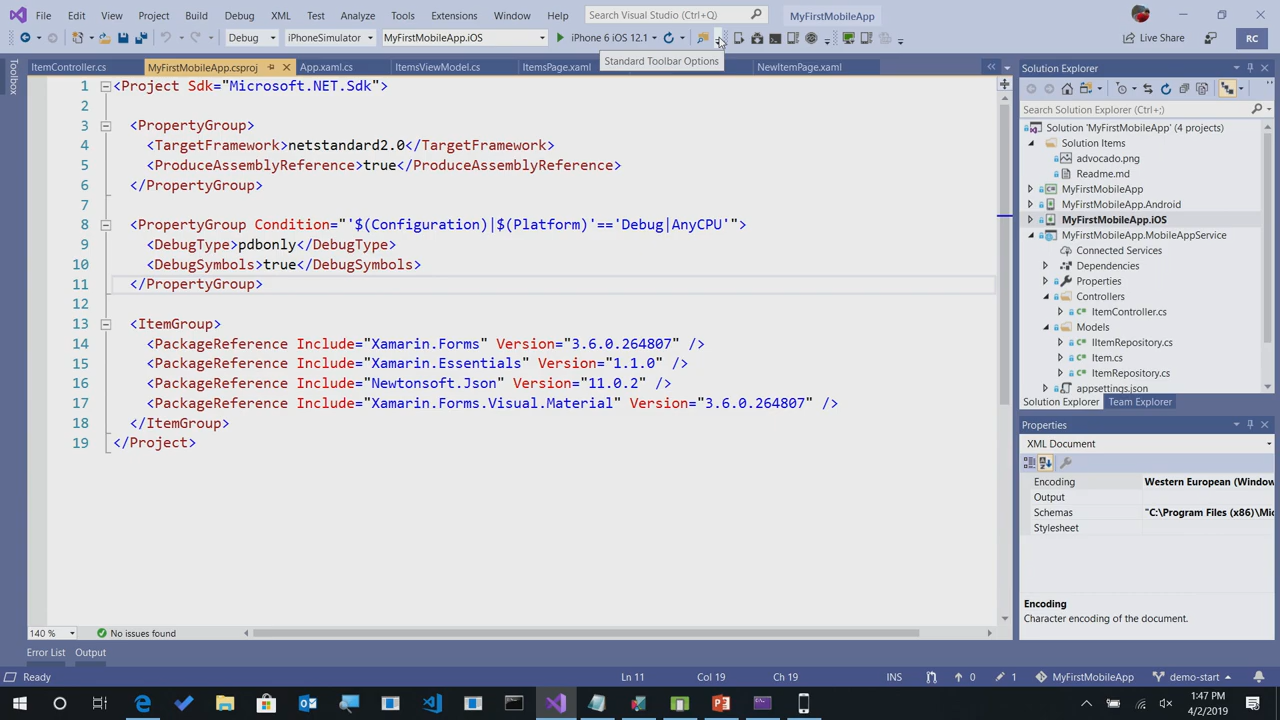 File Edit View Project Build Debug XML Test Analyze Tools Extensions Window Help Search Visual Studio (Ctrl+Q) MyFirstMobileApp
Debug iPhoneSimulator MyFirstMobileApp.iOS iPhone 6 iOS 12.1 Live Share RC
Standard Toolbar Options
Toolbox
ItemController.cs MyFirstMobileApp.csproj App.xaml.cs ItemsViewModel.cs ItemsPage.xaml NewItemPage.xaml
1 <Project Sdk="Microsoft.NET.Sdk">
2
3 <PropertyGroup>
4 <TargetFramework>netstandard2.0</TargetFramework>
5 <ProduceAssemblyReference>true</ProduceAssemblyReference>
6 </PropertyGroup>
7
8 <PropertyGroup Condition="'$(Configuration)|$(Platform)'=='Debug|AnyCPU'">
9 <DebugType>pdbonly</DebugType>
10 <DebugSymbols>true</DebugSymbols>
11 </PropertyGroup>
12
13 <ItemGroup>
14 <PackageReference Include="Xamarin.Forms" Version="3.6.0.264807" />
15 <PackageReference Include="Xamarin.Essentials" Version="1.1.0" />
16 <PackageReference Include="Newtonsoft.Json" Version="11.0.2" />
17 <PackageReference Include="Xamarin.Forms.Visual.Material" Version="3.6.0.264807" />
18 </ItemGroup>
19 </Project>
140 % No issues found
Solution Explorer
Search Solution Explorer (Ctrl+;)
Solution 'MyFirstMobileApp' (4 projects)
Solution Items
advocado.png
Readme.md
MyFirstMobileApp
MyFirstMobileApp.Android
MyFirstMobileApp.iOS
MyFirstMobileApp.MobileAppService
Connected Services
Dependencies
Properties
Controllers
ItemController.cs
Models
IItemRepository.cs
Item.cs
ItemRepository.cs
appsettings.json
Solution Explorer Team Explorer
Properties
XML Document
Encoding Western European (Window
Output
Schemas "C:\Program Files (x86)\Mic
Stylesheet
Encoding
Character encoding of the document.
Error List Output
Ready Ln 11 Col 19 Ch 19 INS 0 1 MyFirstMobileApp demo-start
1:47 PM
4/2/2019